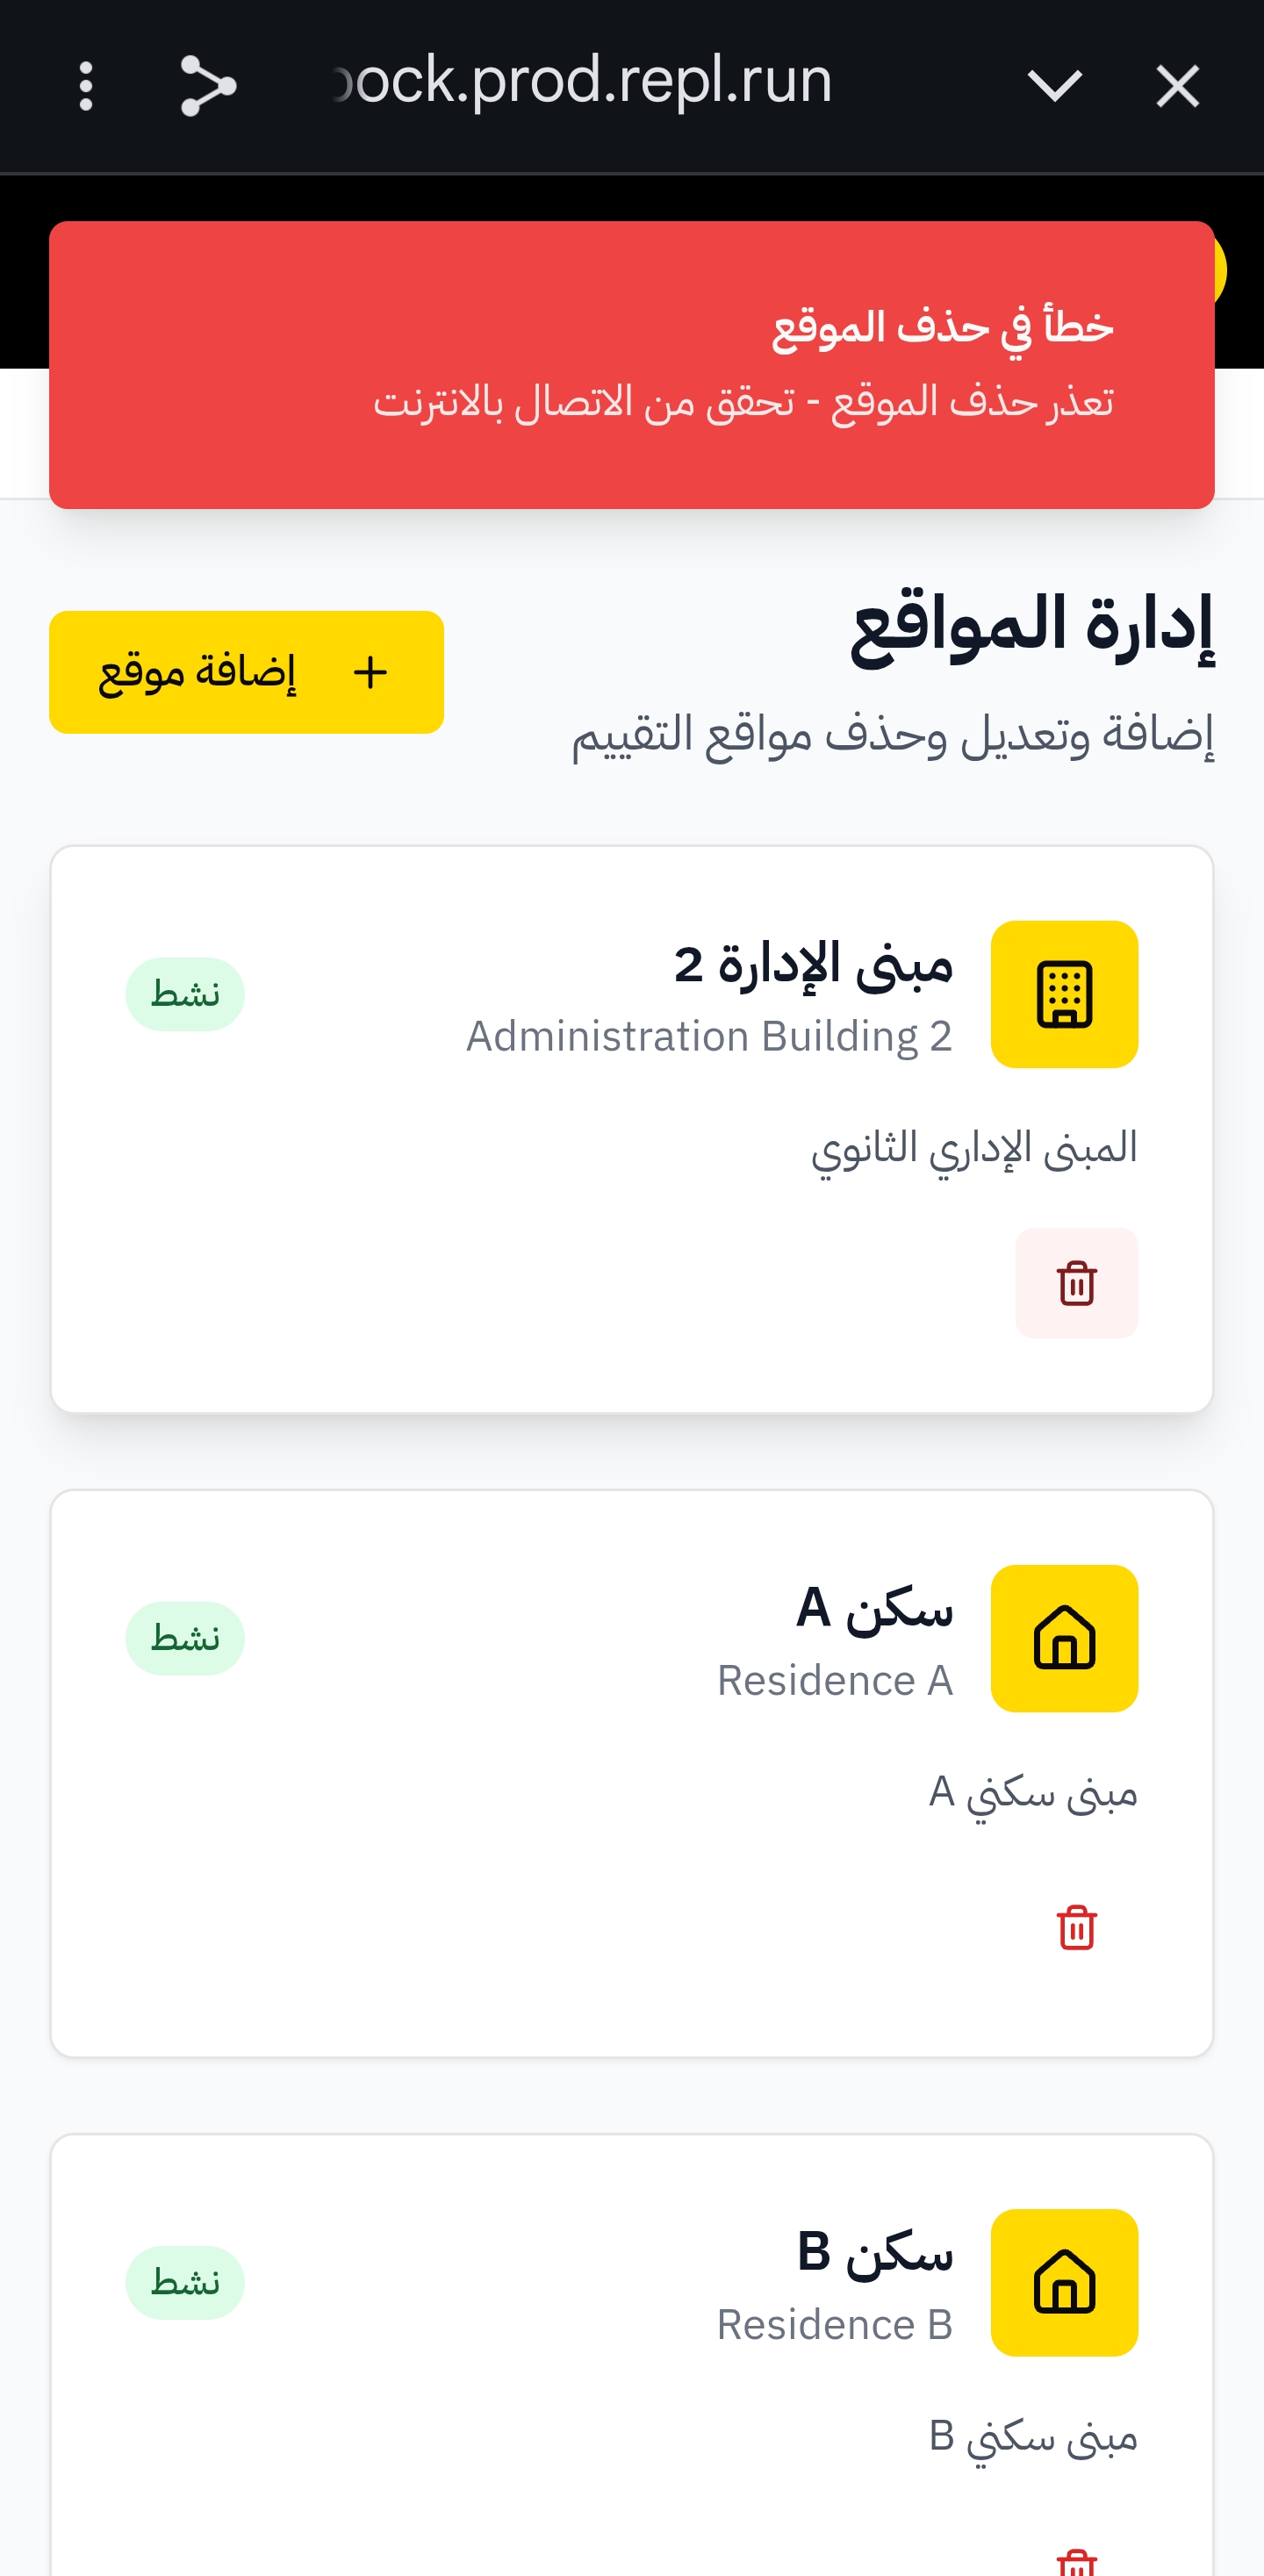 ock.prod.repl.run
خطأ في حذف الموقع
تعذر حذف الموقع - تحقق من الاتصال بالانترنت
إدارة المواقع
إضافة وتعديل وحذف مواقع التقييم
إضافة موقع
مبنى الإدارة 2
Administration Building 2
نشط
المبنى الإداري الثانوي
سكن A
Residence A
نشط
مبنى سكني A
سكن B
Residence B
نشط
مبنى سكني B